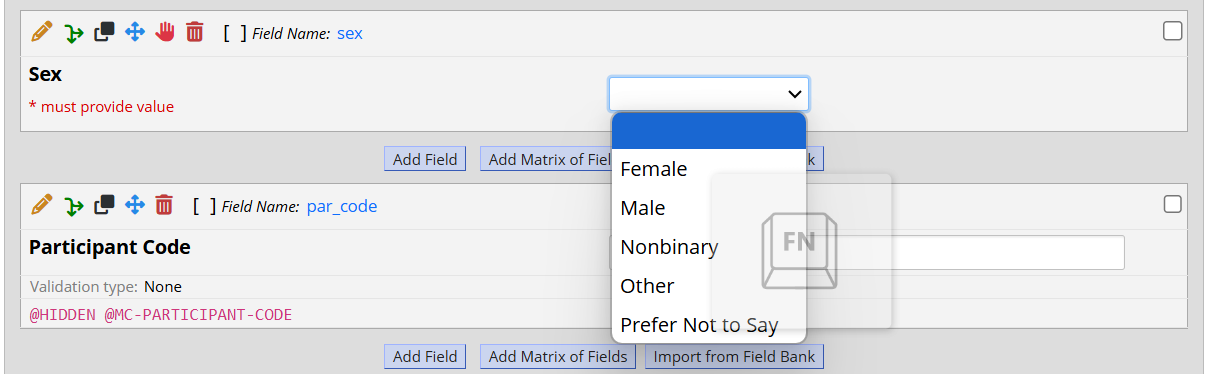 [ ] Field Name: sex
Sex
* must provide value
Add Field Add Matrix of Fiel k
Female
Male
Nonbinary
Other
Prefer Not to Say
FN
[ ] Field Name: par_code
Participant Code
Validation type: None
@HIDDEN @MC-PARTICIPANT-CODE
Add Field Add Matrix of Fields Import from Field Bank